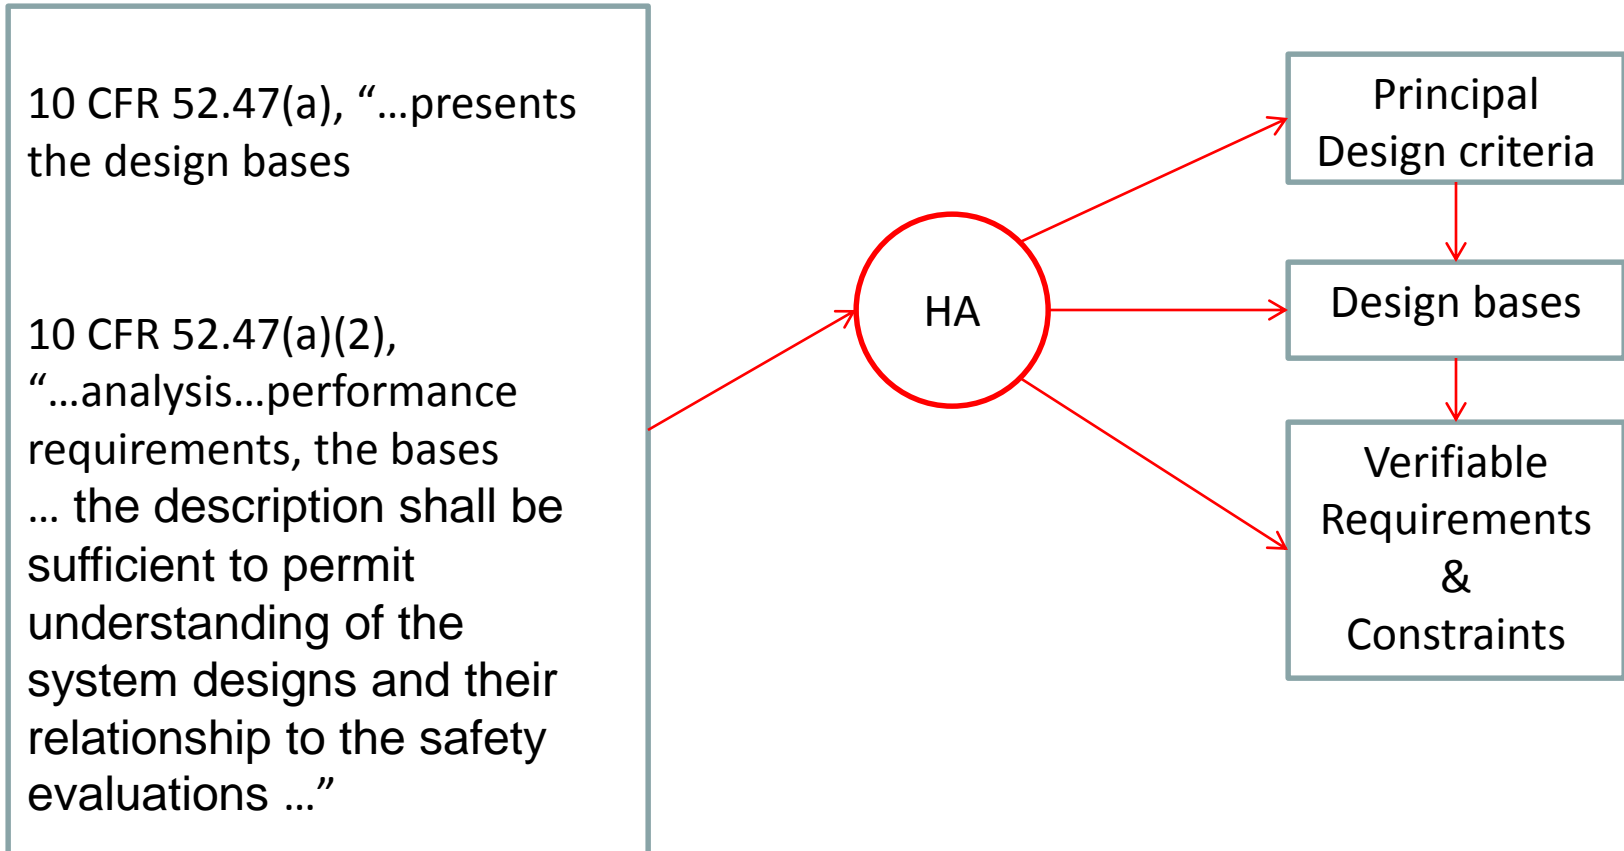 10 CFR 52.47(a), “…presents
the design bases
10 CFR 52.47(a)(2),
“…analysis…performance
requirements, the bases
… the description shall be
sufficient to permit
understanding of the
system designs and their
relationship to the safety
evaluations …”
HA
Principal
Design criteria
Design bases
Verifiable
Requirements
&
Constraints